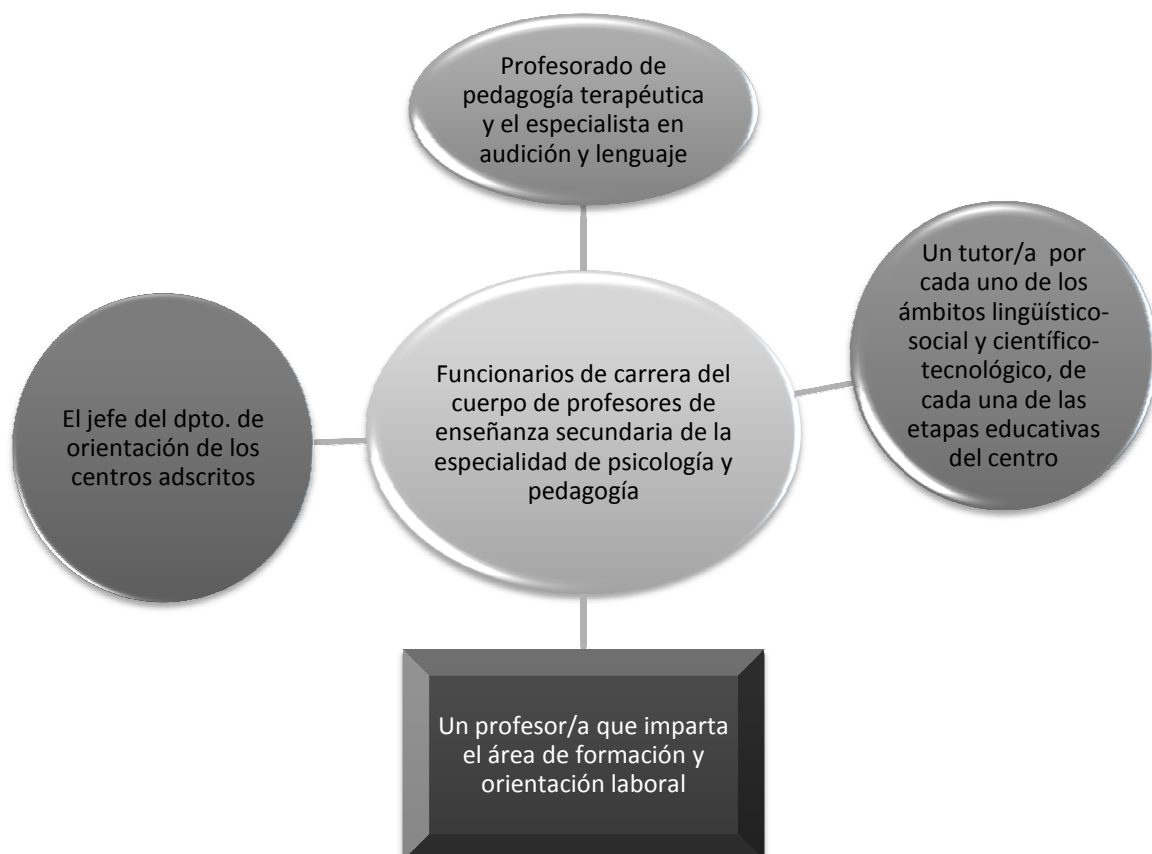 Profesorado de
pedagogía terapéutica
y el especialista en
audición y lenguaje
Un tutor/a  por
cada uno de los
ámbitos lingüístico-
social y científico-
tecnológico, de
cada una de las
etapas educativas
del centro
Funcionarios de carrera del
cuerpo de profesores de
enseñanza secundaria de la
especialidad de psicología y
pedagogía
El jefe del dpto. de
orientación de los
centros adscritos
Un profesor/a que imparta
el área de formación y
orientación laboral